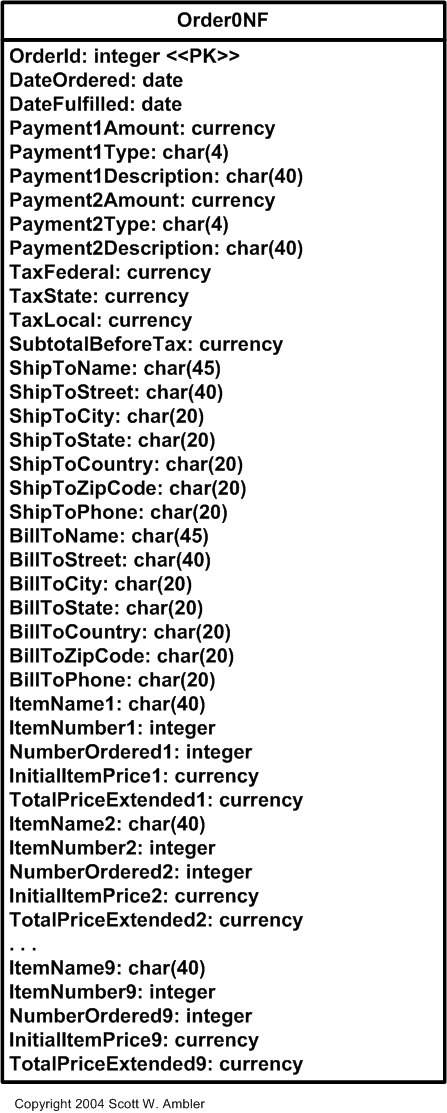 Order0NF
OrderId: integer <<PK>>
DateOrdered: date
DateFulfilled: date
Payment1Amount: currency
Payment1Type: char(4)
Payment1Description: char(40)
Payment2Amount: currency
Payment2Type: char(4)
Payment2Description: char(40)
TaxFederal: currency
TaxState: currency
TaxLocal: currency
SubtotalBeforeTax: currency
ShipToName: char(45)
ShipToStreet: char(40)
ShipToCity: char(20)
ShipToState: char(20)
ShipToCountry: char(20)
ShipToZipCode: char(20)
ShipToPhone: char(20)
BillToName: char(45)
BillToStreet: char(40)
BillToCity: char(20)
BillToState: char(20)
BillToCountry: char(20)
BillToZipCode: char(20)
BillToPhone: char(20)
ItemName1: char(40)
ItemNumber1: integer
NumberOrdered1: integer
InitialItemPrice1: currency
TotalPriceExtended1: currency
ItemName2: char(40)
ItemNumber2: integer
NumberOrdered2: integer
InitialItemPrice2: currency
TotalPriceExtended2: currency
. . .
ItemName9: char(40)
ItemNumber9: integer
NumberOrdered9: integer
InitialItemPrice9: currency
TotalPriceExtended9: currency
Copyright 2004 Scott W. Ambler